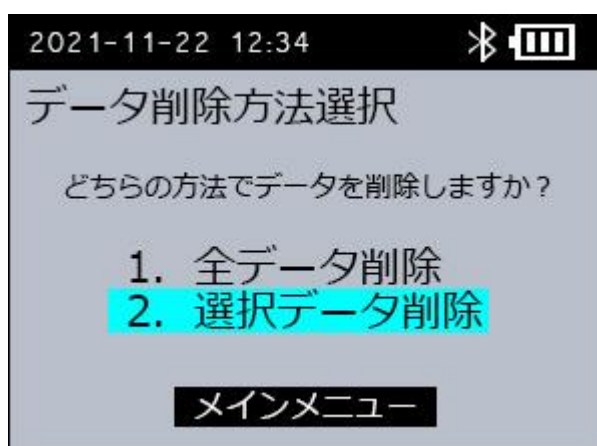 2021-11-22 12:34
データ削除方法選択
どちらの方法でデータを削除しますか？
1. 全データ削除
2. 選択データ削除
メインメニュー